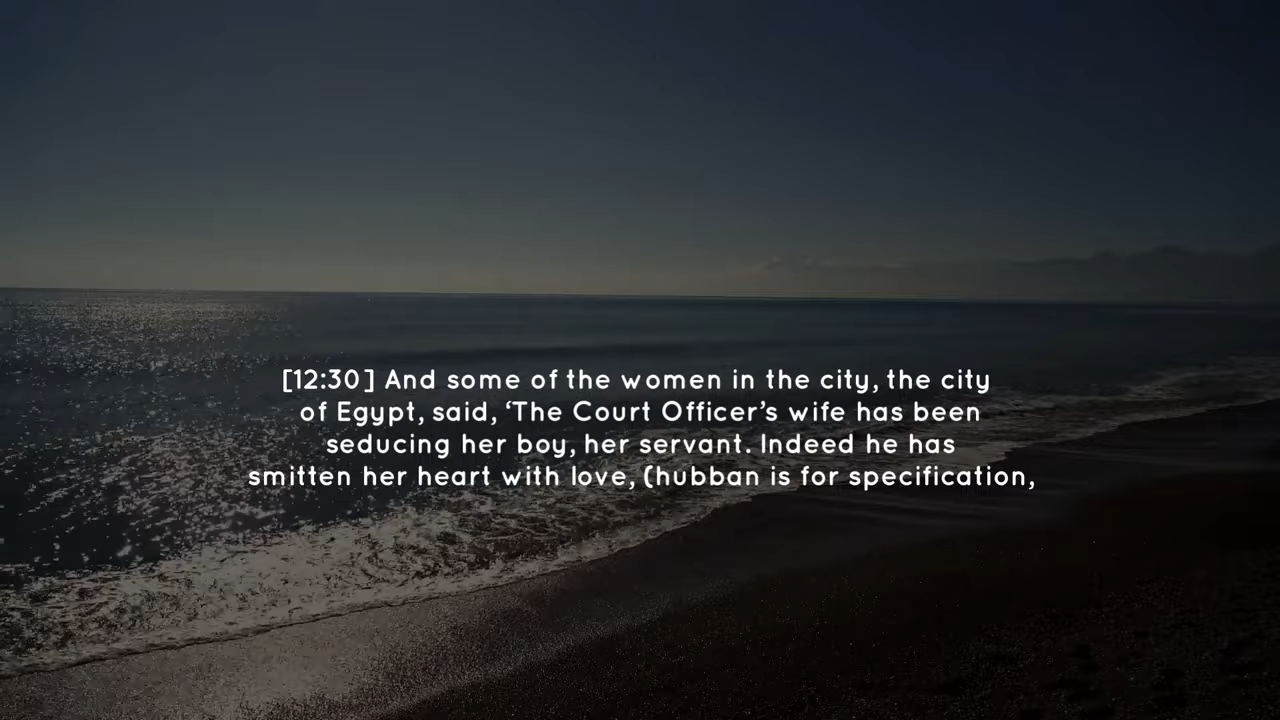 [12:30] And some of the women in the city, the city
of Egypt, said, ‘The Court Officer’s wife has been
seducing her boy, her servant. Indeed he has
smitten her heart with love, (hubban is for specification,